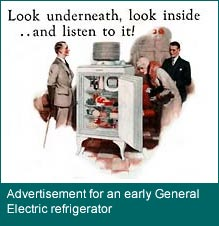 Look underneath, look inside
..and listen to it!
Advertisement for an early General
Electric refrigerator